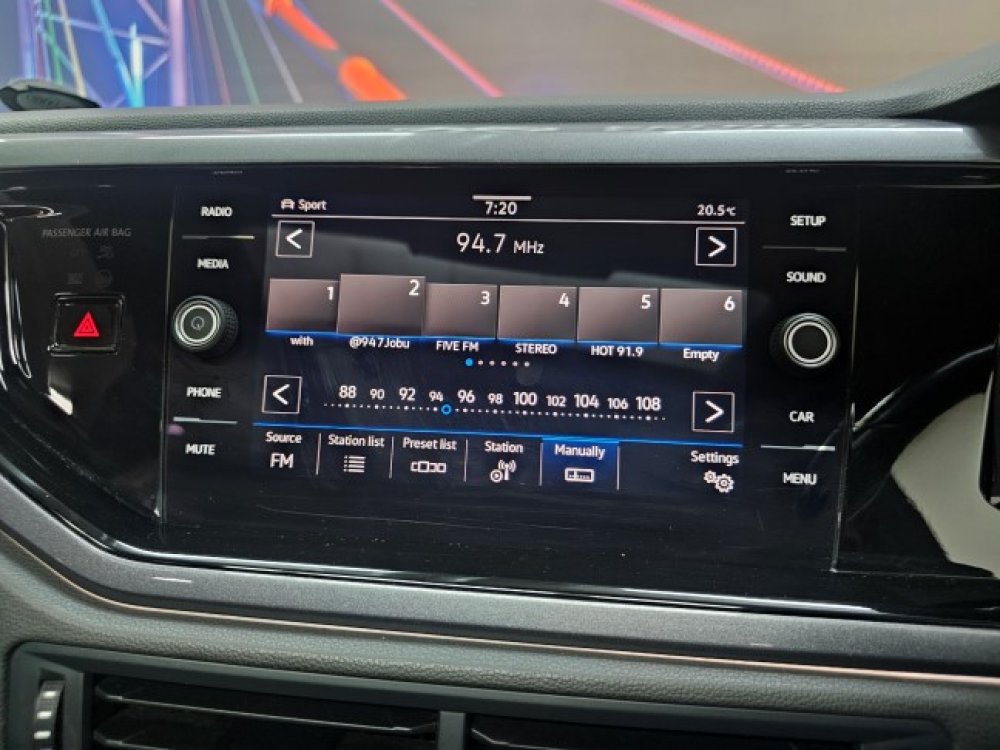 Sport
7:20
20.5°C
RADIO
MEDIA
PHONE
MUTE
PASSENGER AIR BAG
94.7 MHz
1 2 3 4 5 6
with @947Jobu FIVE FM STEREO HOT 91.9 Empty
88 90 92 94 96 98 100 102 104 106 108
Source Station list Preset list Station Manually Settings
FM
SETUP
SOUND
CAR
MENU